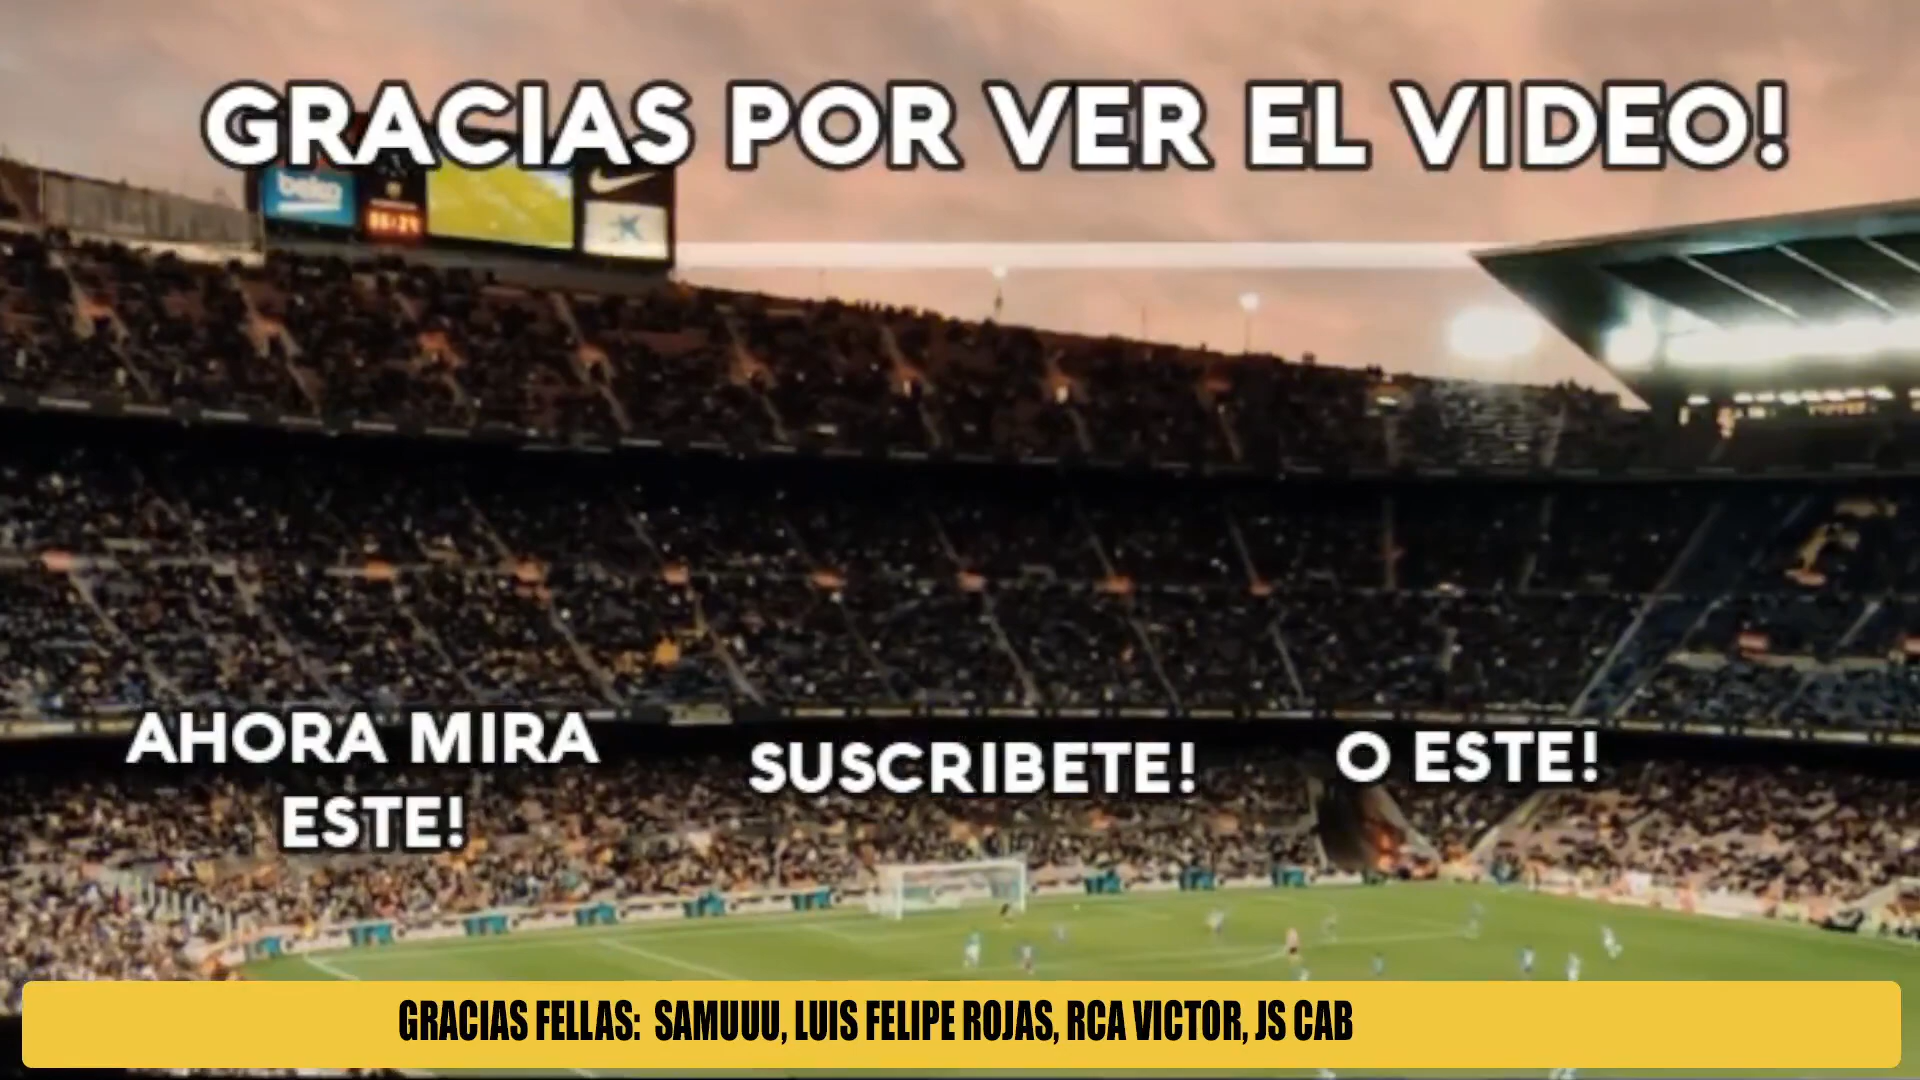 GRACIAS POR VER EL VIDEO!
beko
AHORA MIRA
ESTE!
SUSCRIBETE!
O ESTE!
GRACIAS FELLAS: SAMUUU, LUIS FELIPE ROJAS, RCA VICTOR, JS CAB